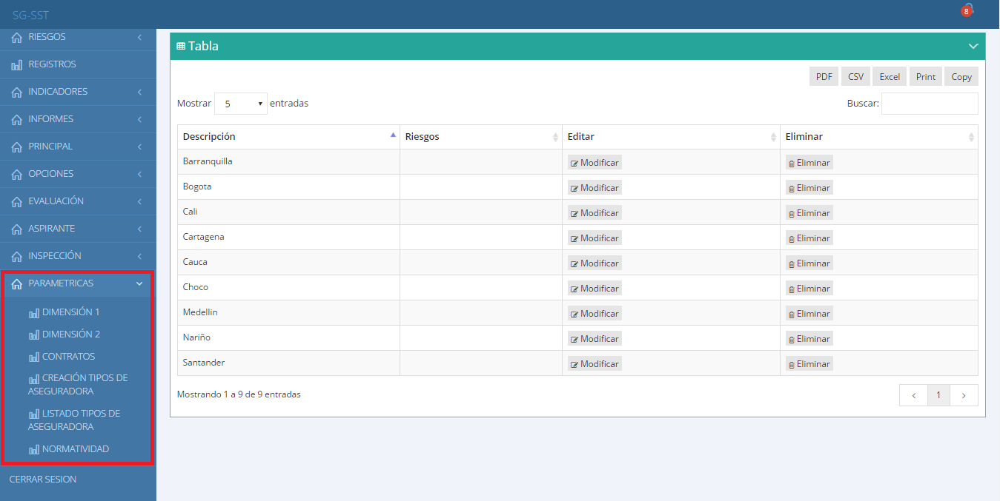 SG-SST
8
RIESGOS
REGISTROS
INDICADORES
INFORMES
PRINCIPAL
OPCIONES
EVALUACIÓN
ASPIRANTE
INSPECCIÓN
PARAMETRICAS
DIMENSIÓN 1
DIMENSIÓN 2
CONTRATOS
CREACIÓN TIPOS DE
ASEGURADORA
LISTADO TIPOS DE
ASEGURADORA
NORMATIVIDAD
CERRAR SESION
Tabla
PDF CSV Excel Print Copy
Mostrar 5 entradas Buscar:
Descripción Riesgos Editar Eliminar
Barranquilla Modificar Eliminar
Bogota Modificar Eliminar
Cali Modificar Eliminar
Cartagena Modificar Eliminar
Cauca Modificar Eliminar
Choco Modificar Eliminar
Medellin Modificar Eliminar
Nariño Modificar Eliminar
Santander Modificar Eliminar
Mostrando 1 a 9 de 9 entradas 1